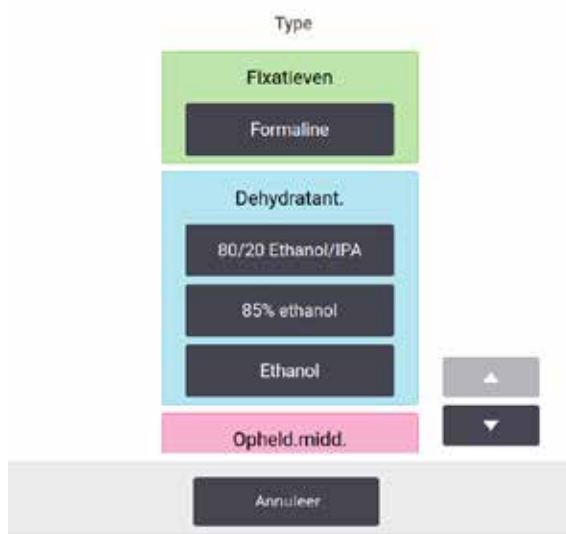 Type
Fixatieven
Formaline
Dehydratant.
80/20 Ethanol/IPA
85% ethanol
Ethanol
Opheld.midd.
Annuleer